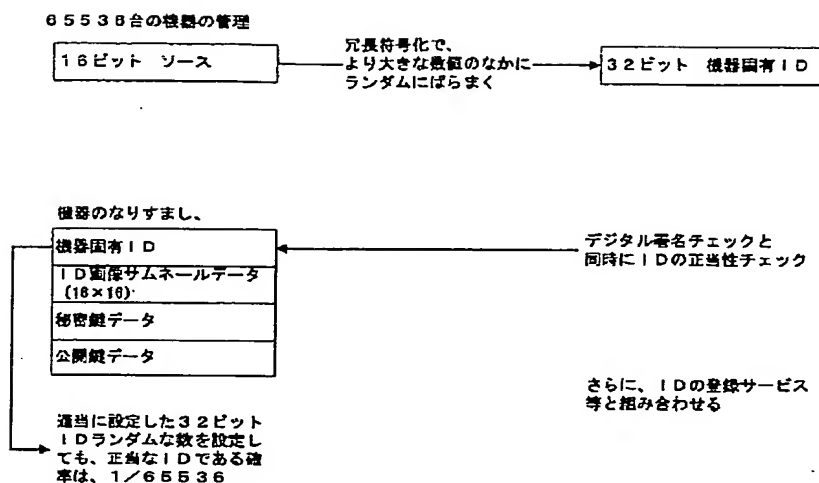 65536台の機器の管理
16ビット ソース
冗長符号化で、
より大きな数値のなかに
ランダムにばらまく
32ビット 機器固有ID
機器のなりすまし、
機器固有ID
ID画像サムネールデータ
(16×16)
秘密鍵データ
公開鍵データ
デジタル署名チェックと
同時にIDの正当性チェック
さらに、IDの登録サービス
等と組み合わせる
適当に設定した32ビット
IDランダムな数を設定し
ても、正当なIDである確
率は、1/65536